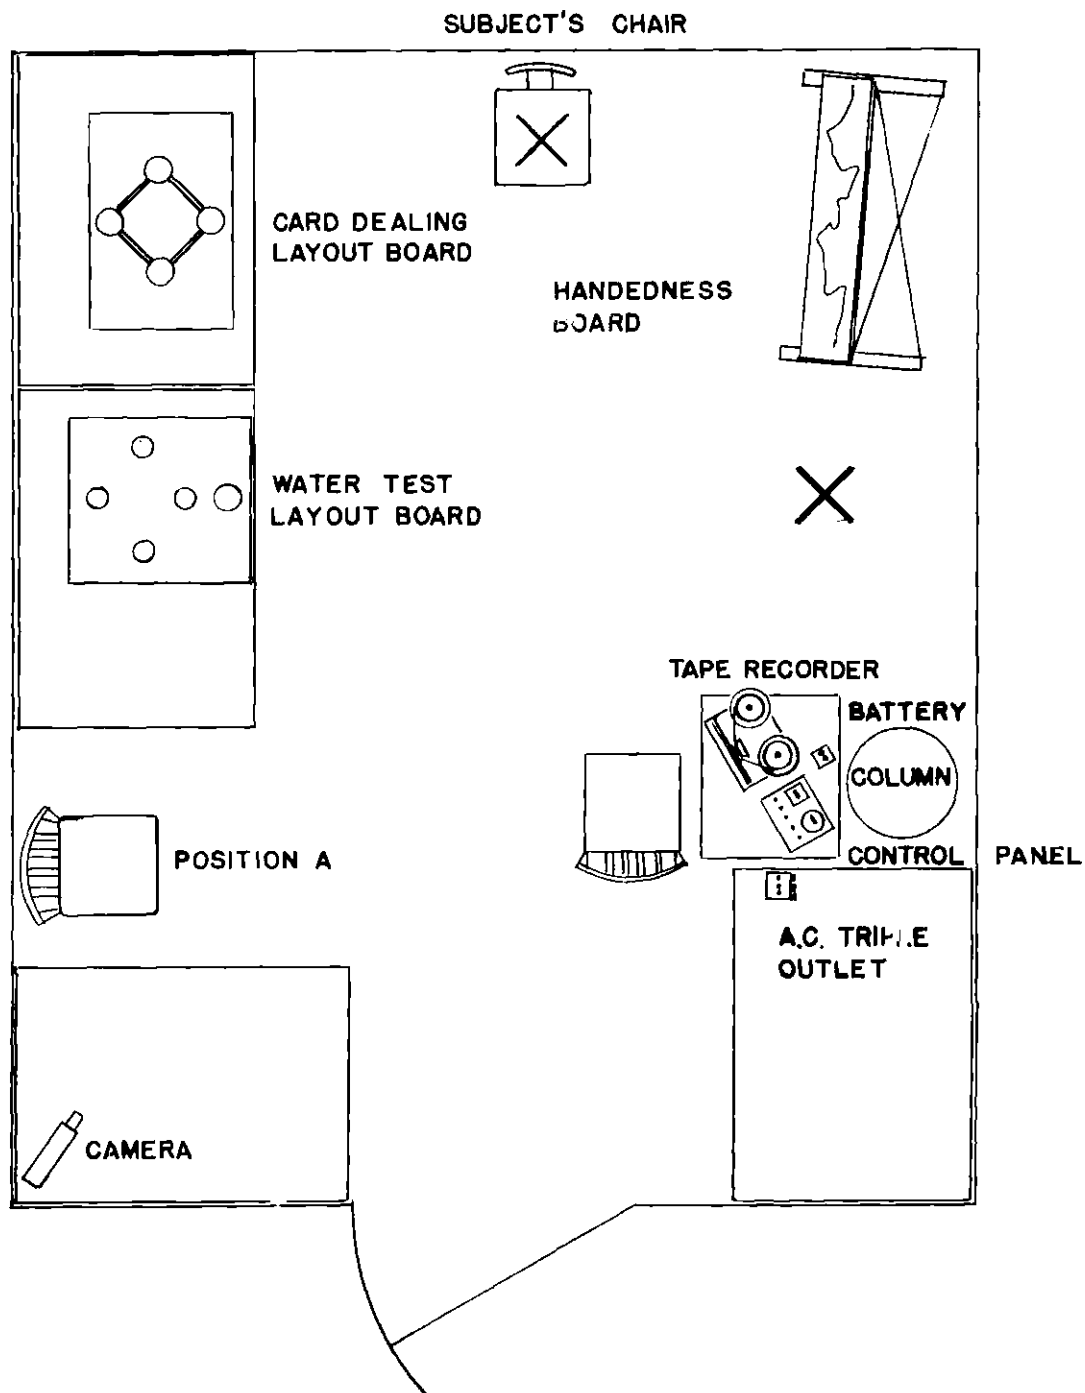 SUBJECT'S CHAIR
CARD DEALING
LAYOUT BOARD
HANDEDNESS
BOARD
WATER TEST
LAYOUT BOARD
TAPE RECORDER
BATTERY
COLUMN
CONTROL PANEL
POSITION A
A.C. TRIPLE
OUTLET
CAMERA